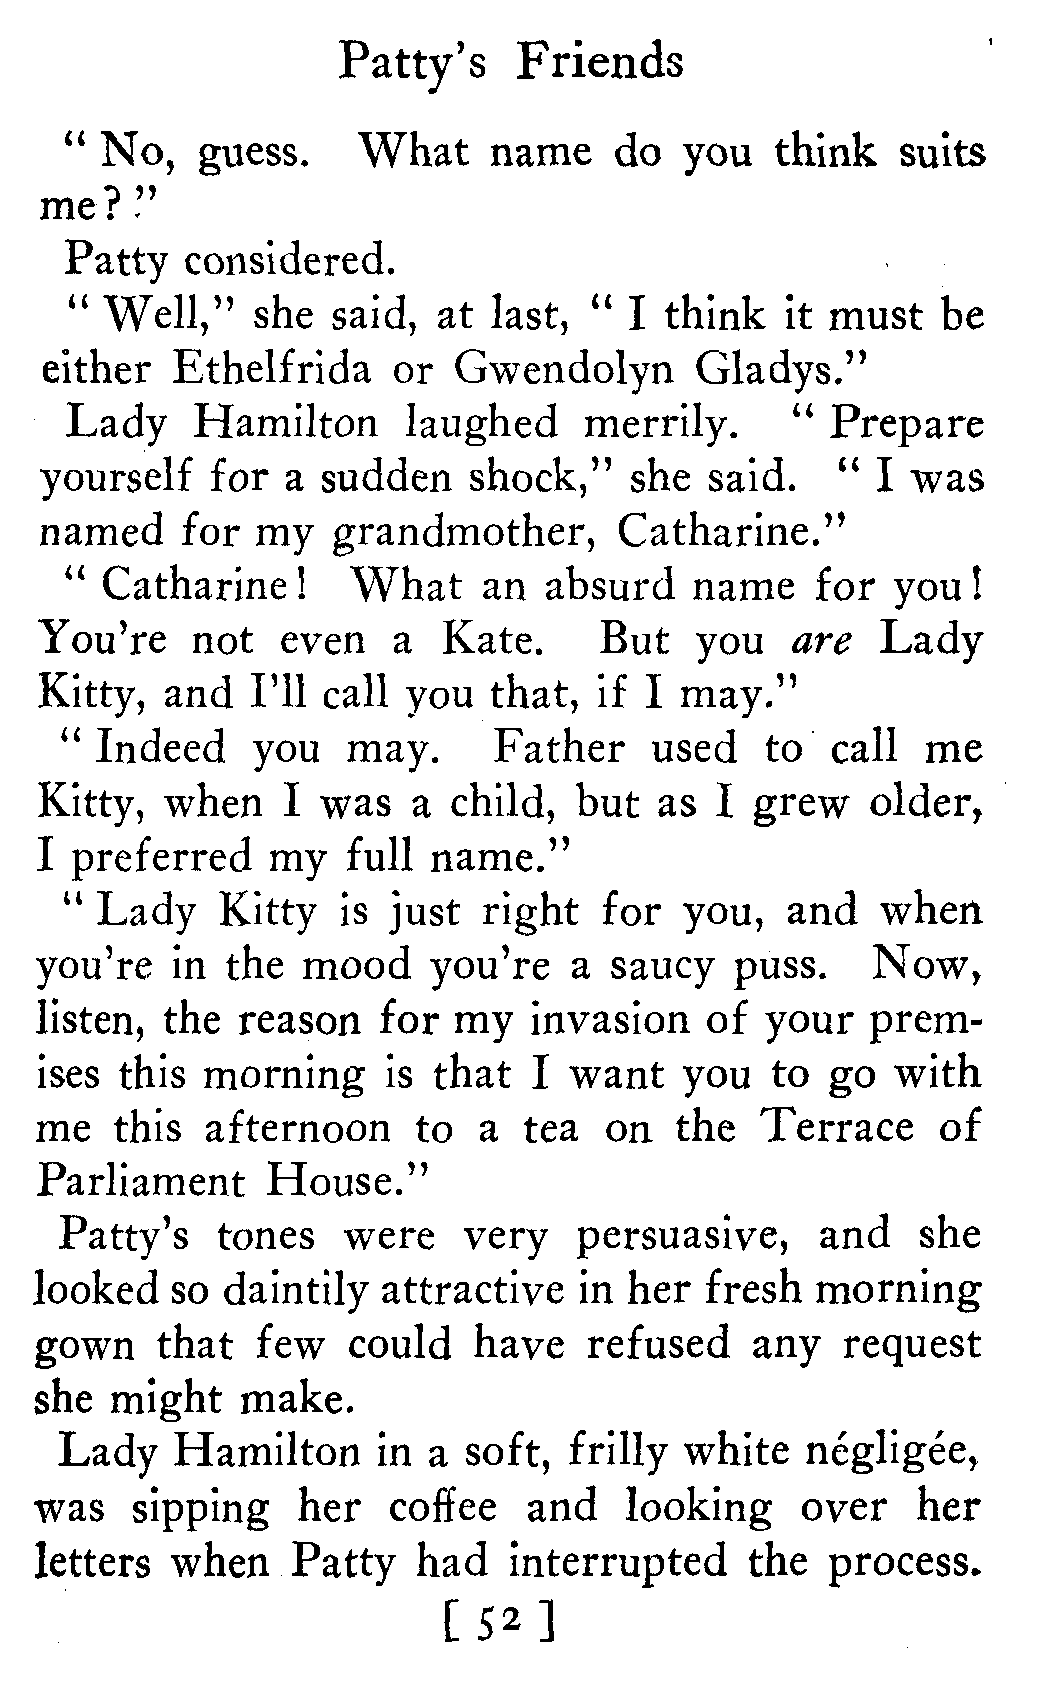 Patty's Friends
" No, guess. What name do you think suits
me? "
Patty considered.
" Well," she said, at last, " I think it must be
either Ethelfrida or Gwendolyn Gladys."
Lady Hamilton laughed merrily. " Prepare
yourself for a sudden shock," she said. " I was
named for my grandmother, Catharine."
" Catharine! What an absurd name for you!
You're not even a Kate. But you are Lady
Kitty, and I'll call you that, if I may."
" Indeed you may. Father used to call me
Kitty, when I was a child, but as I grew older,
I preferred my full name."
" Lady Kitty is just right for you, and when
you're in the mood you're a saucy puss. Now,
listen, the reason for my invasion of your prem-
ises this morning is that I want you to go with
me this afternoon to a tea on the Terrace of
Parliament House."
Patty's tones were very persuasive, and she
looked so daintily attractive in her fresh morning
gown that few could have refused any request
she might make.
Lady Hamilton in a soft, frilly white négligée,
was sipping her coffee and looking over her
letters when Patty had interrupted the process.
[ 52 ]